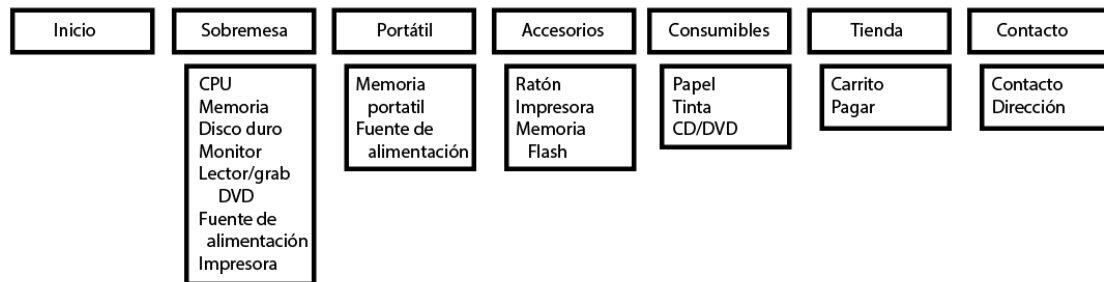 Inicio
Sobremesa
Portátil
Accesorios
Consumibles
Tienda
Contacto
CPU
Memoria
Disco duro
Monitor
Lector/grab
DVD
Fuente de
alimentación
Impresora
Memoria
portatil
Fuente de
alimentación
Ratón
Impresora
Memoria
Flash
Papel
Tinta
CD/DVD
Carrito
Pagar
Contacto
Dirección